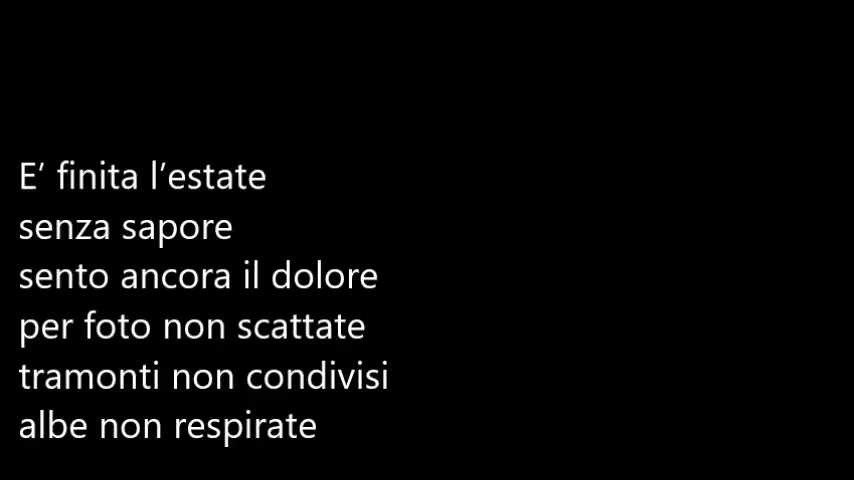 E’ finita l’estate
senza sapore
sento ancora il dolore
per foto non scattate
tramonti non condivisi
albe non respirate